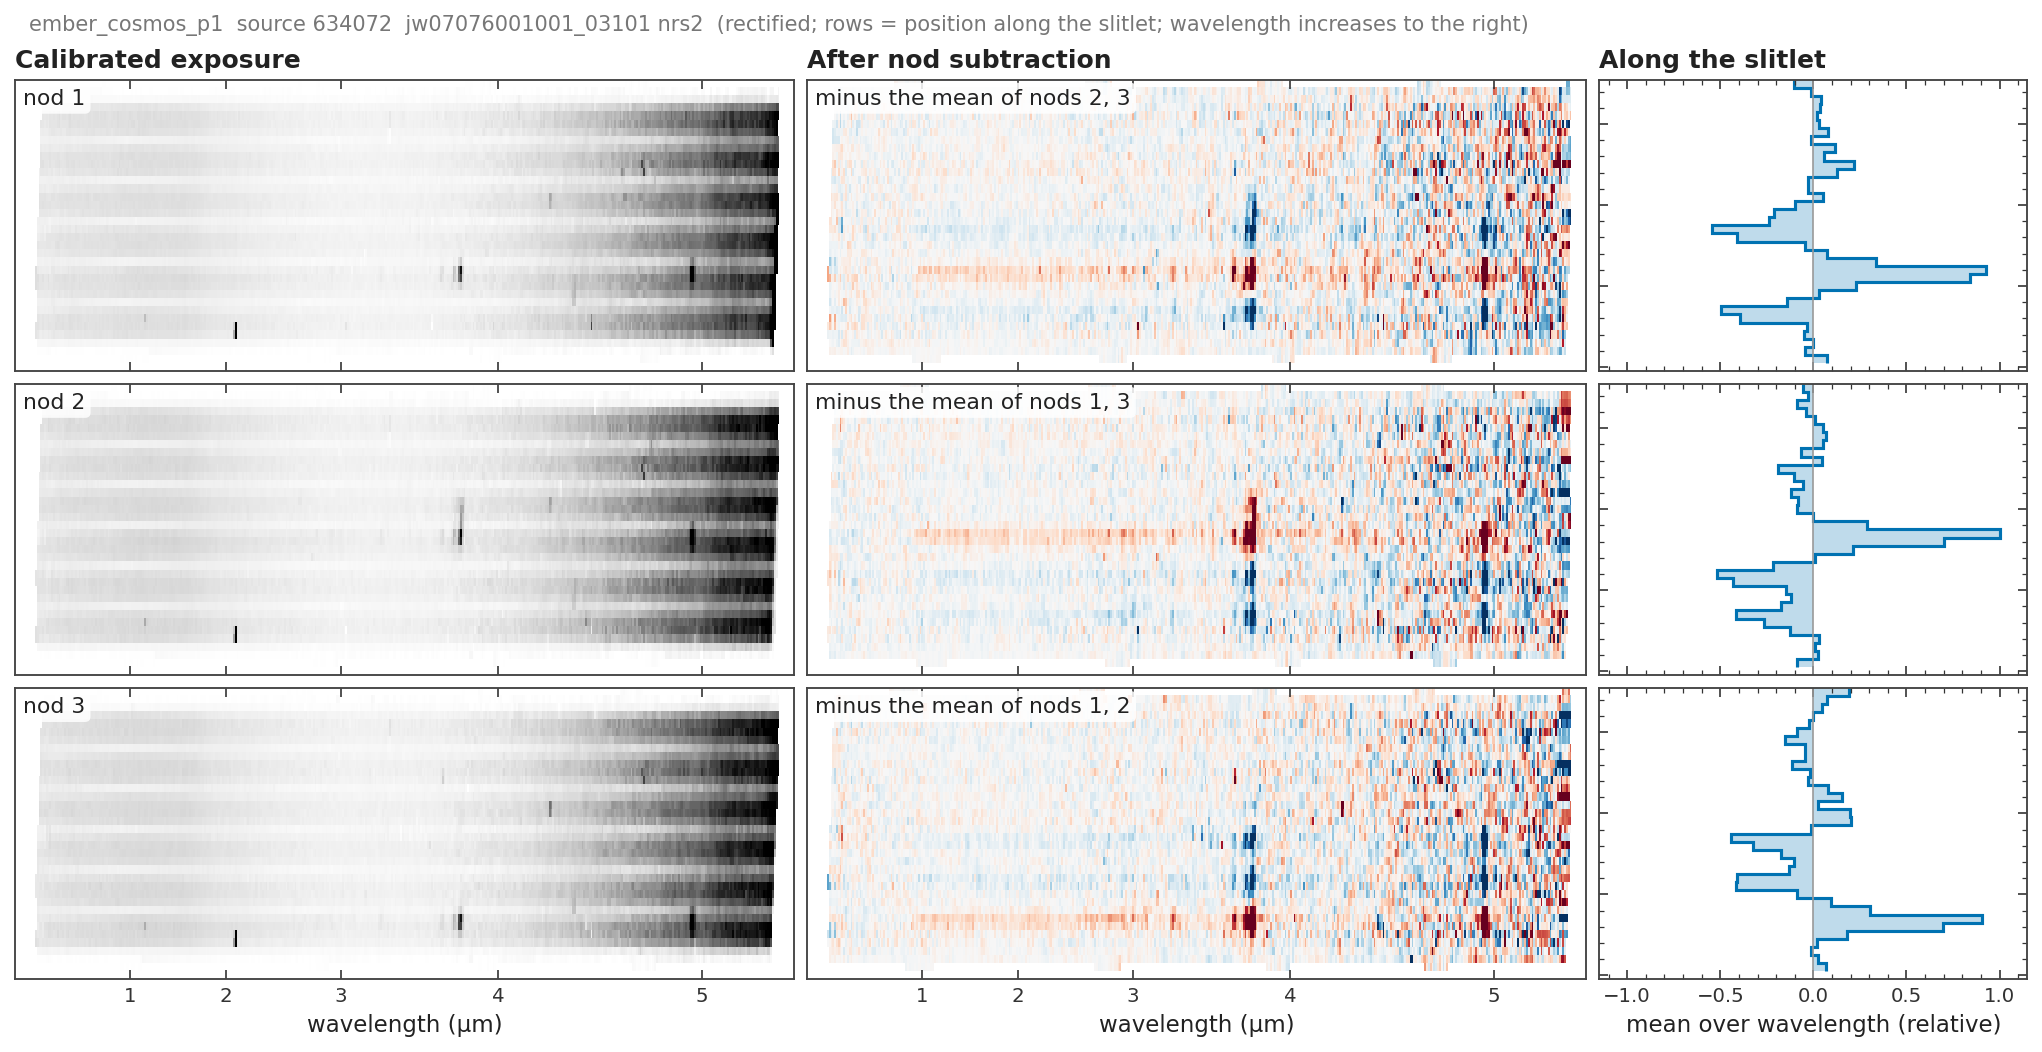 ember_cosmos_p1  source 634072  jw07076001001_03101 nrs2  (rectified; rows = position along the slitlet; wavelength increases to the right)
Calibrated exposure
After nod subtraction
Along the slitlet
nod 1
minus the mean of nods 2, 3
nod 2
minus the mean of nods 1, 3
nod 3
minus the mean of nods 1, 2
1 2 3 4 5
1 2 3 4 5
−1.0 −0.5 0.0 0.5 1.0
wavelength (µm)
wavelength (µm)
mean over wavelength (relative)